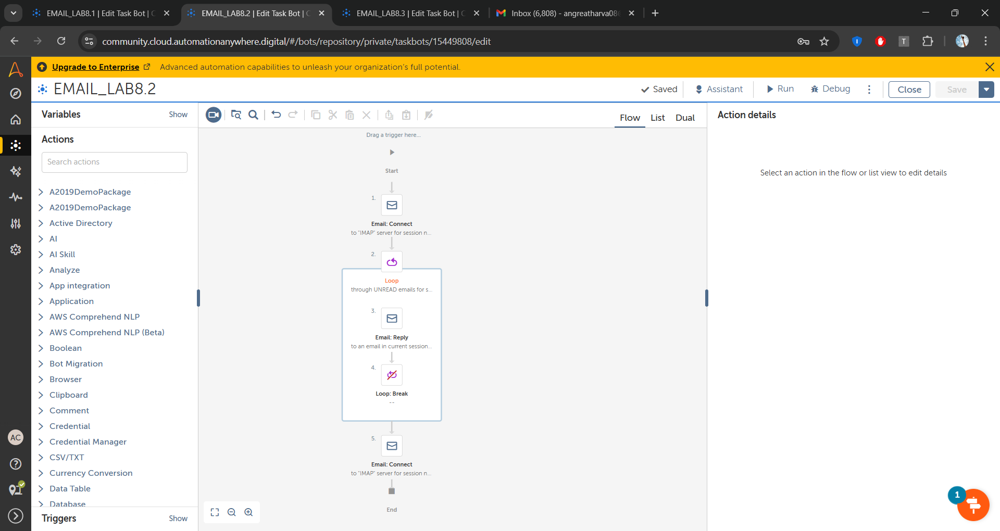 EMAIL_LAB8.1 | Edit Task Bot |
EMAIL_LAB8.2 | Edit Task Bot |
EMAIL_LAB8.3 | Edit Task Bot |
Inbox (6,808) - angreatharva08
community.cloud.automationanywhere.digital/#/bots/repository/private/taskbots/15449808/edit
T
Upgrade to Enterprise
Advanced automation capabilities to unleash your organization's full potential.
EMAIL_LAB8.2
Saved
Assistant
Run
Debug
Close
Save
Variables
Show
Flow
List
Dual
Action details
Actions
Search actions
A2019DemoPackage
A2019DemoPackage
Active Directory
AI
AI Skill
Analyze
App integration
Application
AWS Comprehend NLP
AWS Comprehend NLP (Beta)
Boolean
Bot Migration
Browser
Clipboard
Comment
Credential
Credential Manager
CSV/TXT
Currency Conversion
Data Table
Database
Triggers
Show
AC
Drag a trigger here...
Start
1.
Email: Connect
to "IMAP" server for session n...
2.
Loop
through UNREAD emails for s...
3.
Email: Reply
to an email in current session...
4.
Loop: Break
--
5.
Email: Connect
to "IMAP" server for session n...
End
Select an action in the flow or list view to edit details
1